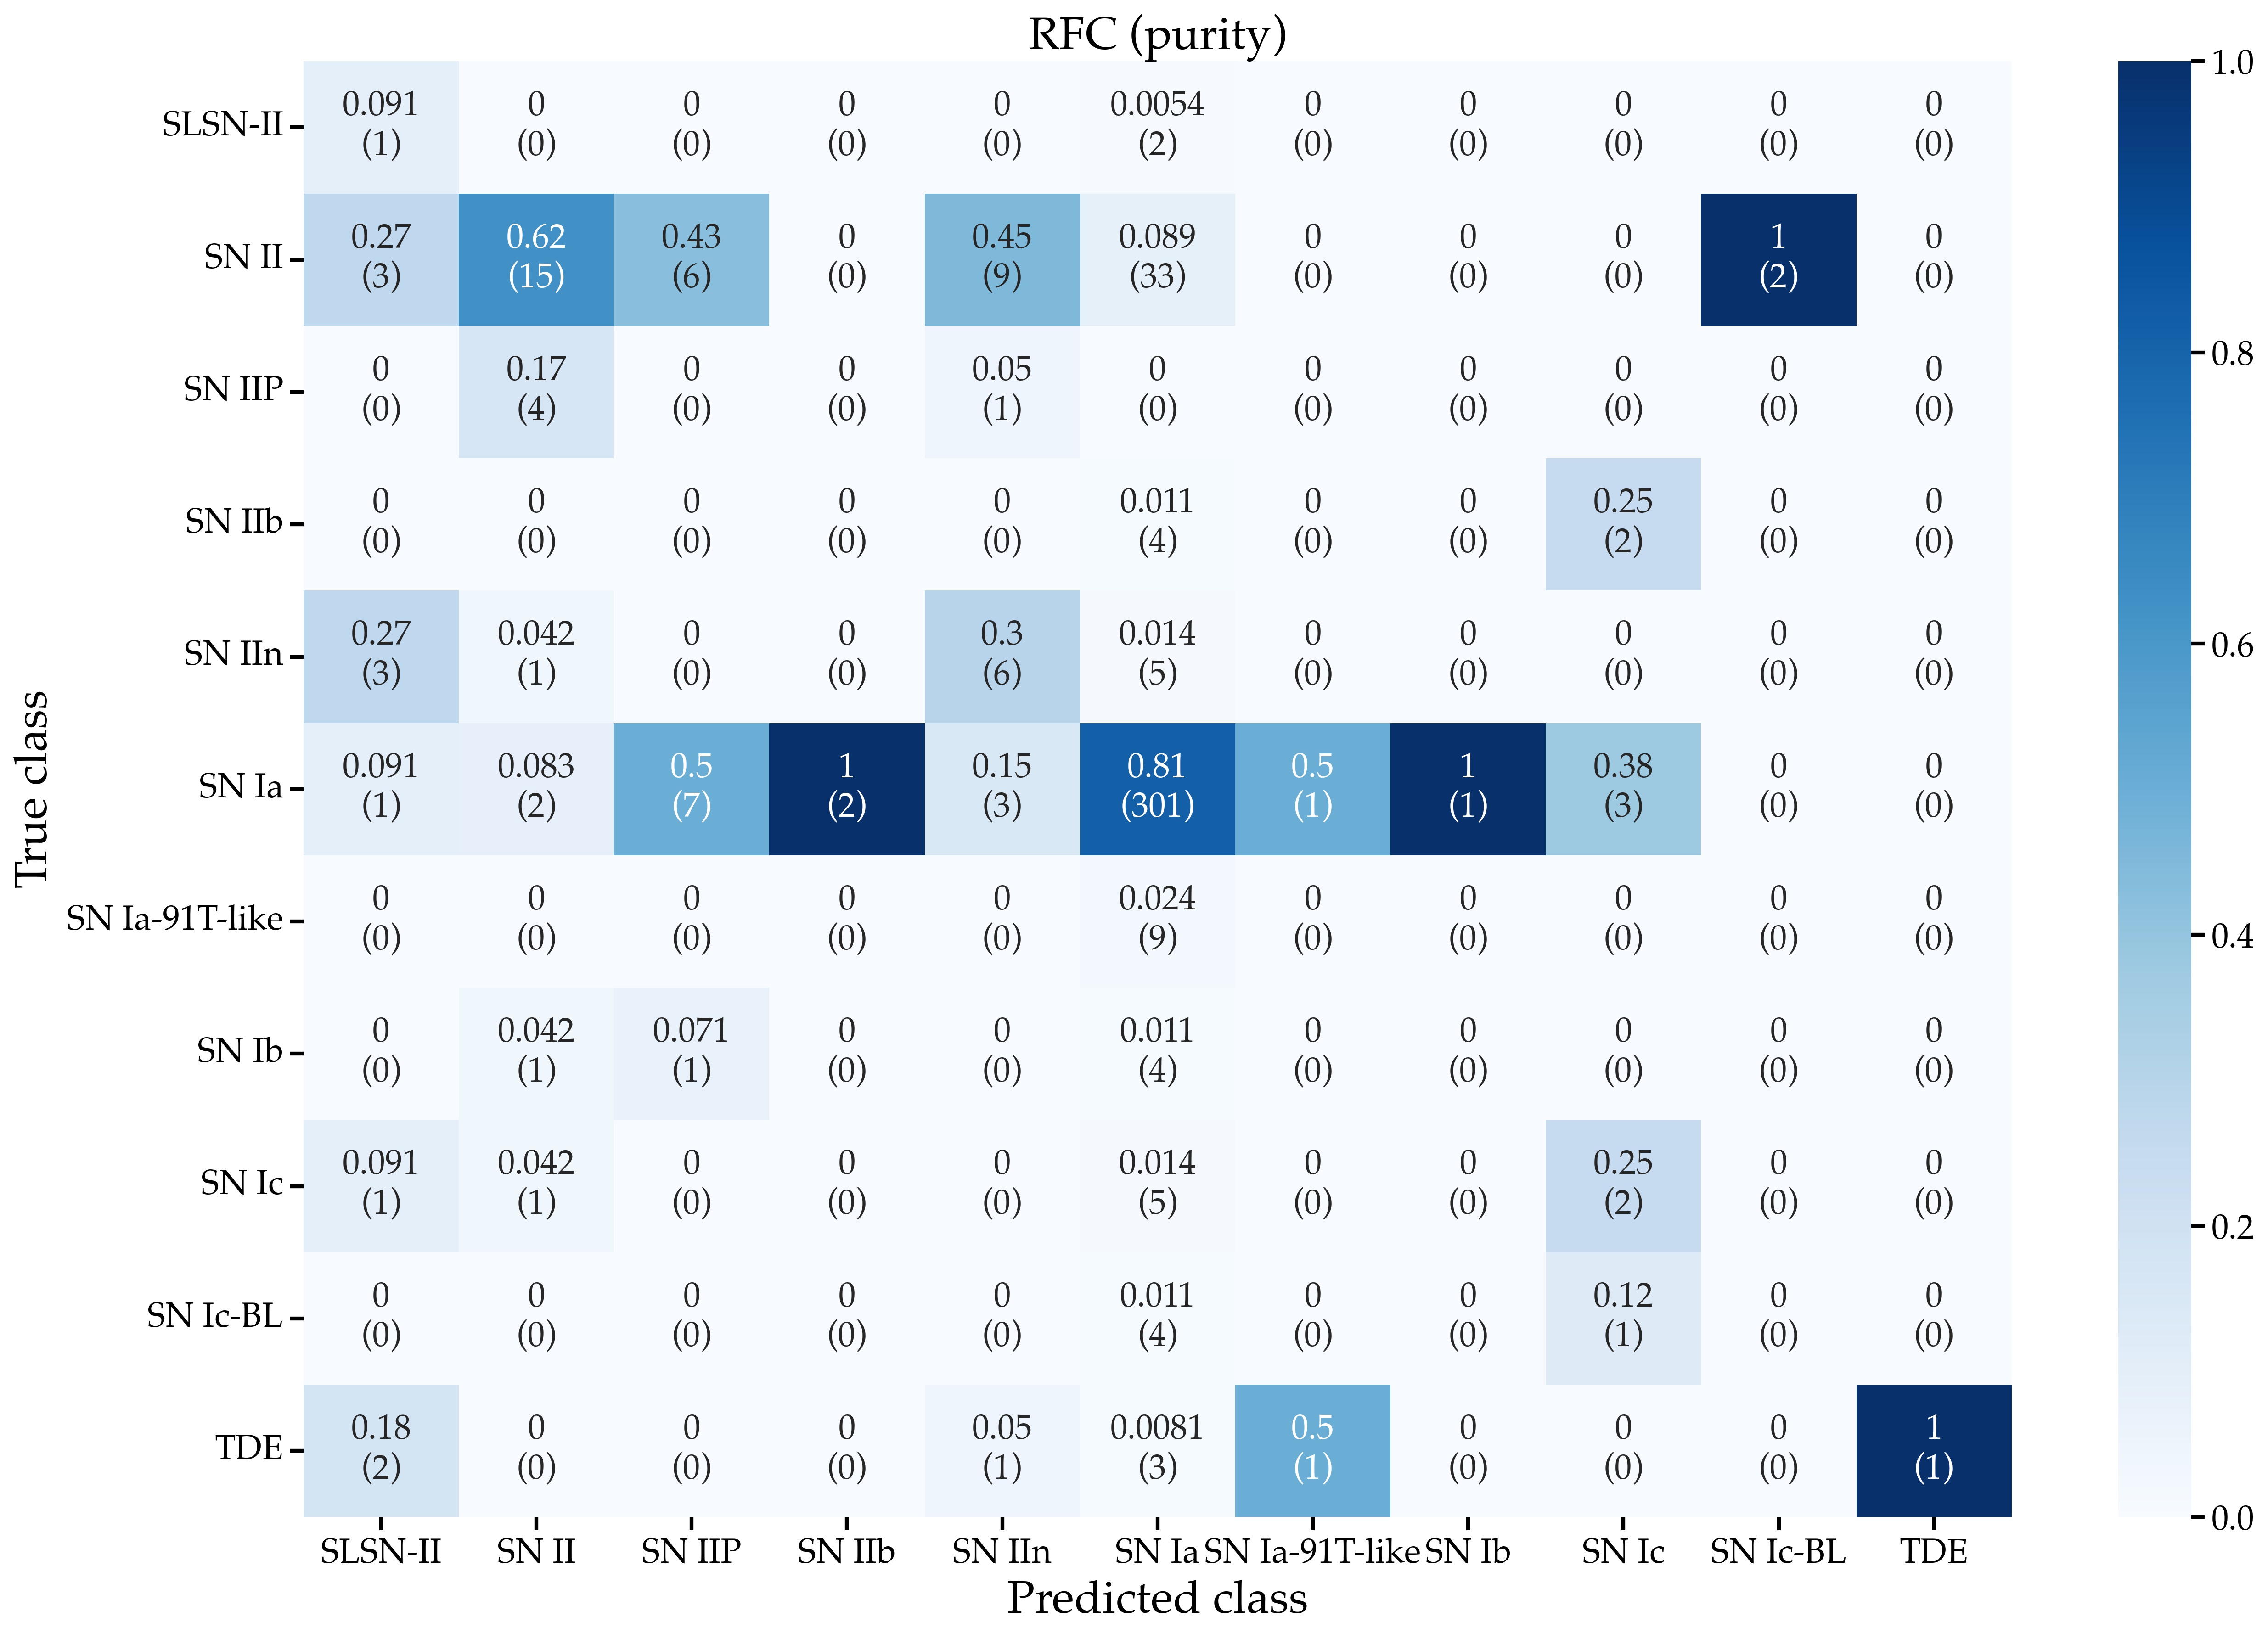 RFC (purity)
True class
SLSN-II 0.091 0 0 0 0 0.0054 0 0 0 0 0
(1) (0) (0) (0) (0) (2) (0) (0) (0) (0) (0)
SN II 0.27 0.62 0.43 0 0.45 0.089 0 0 0 1 0
(3) (15) (6) (0) (9) (33) (0) (0) (0) (2) (0)
SN IIP 0 0.17 0 0 0.05 0 0 0 0 0 0
(0) (4) (0) (0) (1) (0) (0) (0) (0) (0) (0)
SN IIb 0 0 0 0 0 0.011 0 0 0.25 0 0
(0) (0) (0) (0) (0) (4) (0) (0) (2) (0) (0)
SN IIn 0.27 0.042 0 0 0.3 0.014 0 0 0 0 0
(3) (1) (0) (0) (6) (5) (0) (0) (0) (0) (0)
SN Ia 0.091 0.083 0.5 1 0.15 0.81 0.5 1 0.38 0 0
(1) (2) (7) (2) (3) (301) (1) (1) (3) (0) (0)
SN Ia-91T-like 0 0 0 0 0 0.024 0 0 0 0 0
(0) (0) (0) (0) (0) (9) (0) (0) (0) (0) (0)
SN Ib 0 0.042 0.071 0 0 0.011 0 0 0 0 0
(0) (1) (1) (0) (0) (4) (0) (0) (0) (0) (0)
SN Ic 0.091 0.042 0 0 0 0.014 0 0 0.25 0 0
(1) (1) (0) (0) (0) (5) (0) (0) (2) (0) (0)
SN Ic-BL 0 0 0 0 0 0.011 0 0 0.12 0 0
(0) (0) (0) (0) (0) (4) (0) (0) (1) (0) (0)
TDE 0.18 0 0 0 0.05 0.0081 0.5 0 0 0 1
(2) (0) (0) (0) (1) (3) (1) (0) (0) (0) (1)
SLSN-II SN II SN IIP SN IIb SN IIn SN Ia SN Ia-91T-like SN Ib SN Ic SN Ic-BL TDE
Predicted class
1.0
0.8
0.6
0.4
0.2
0.0